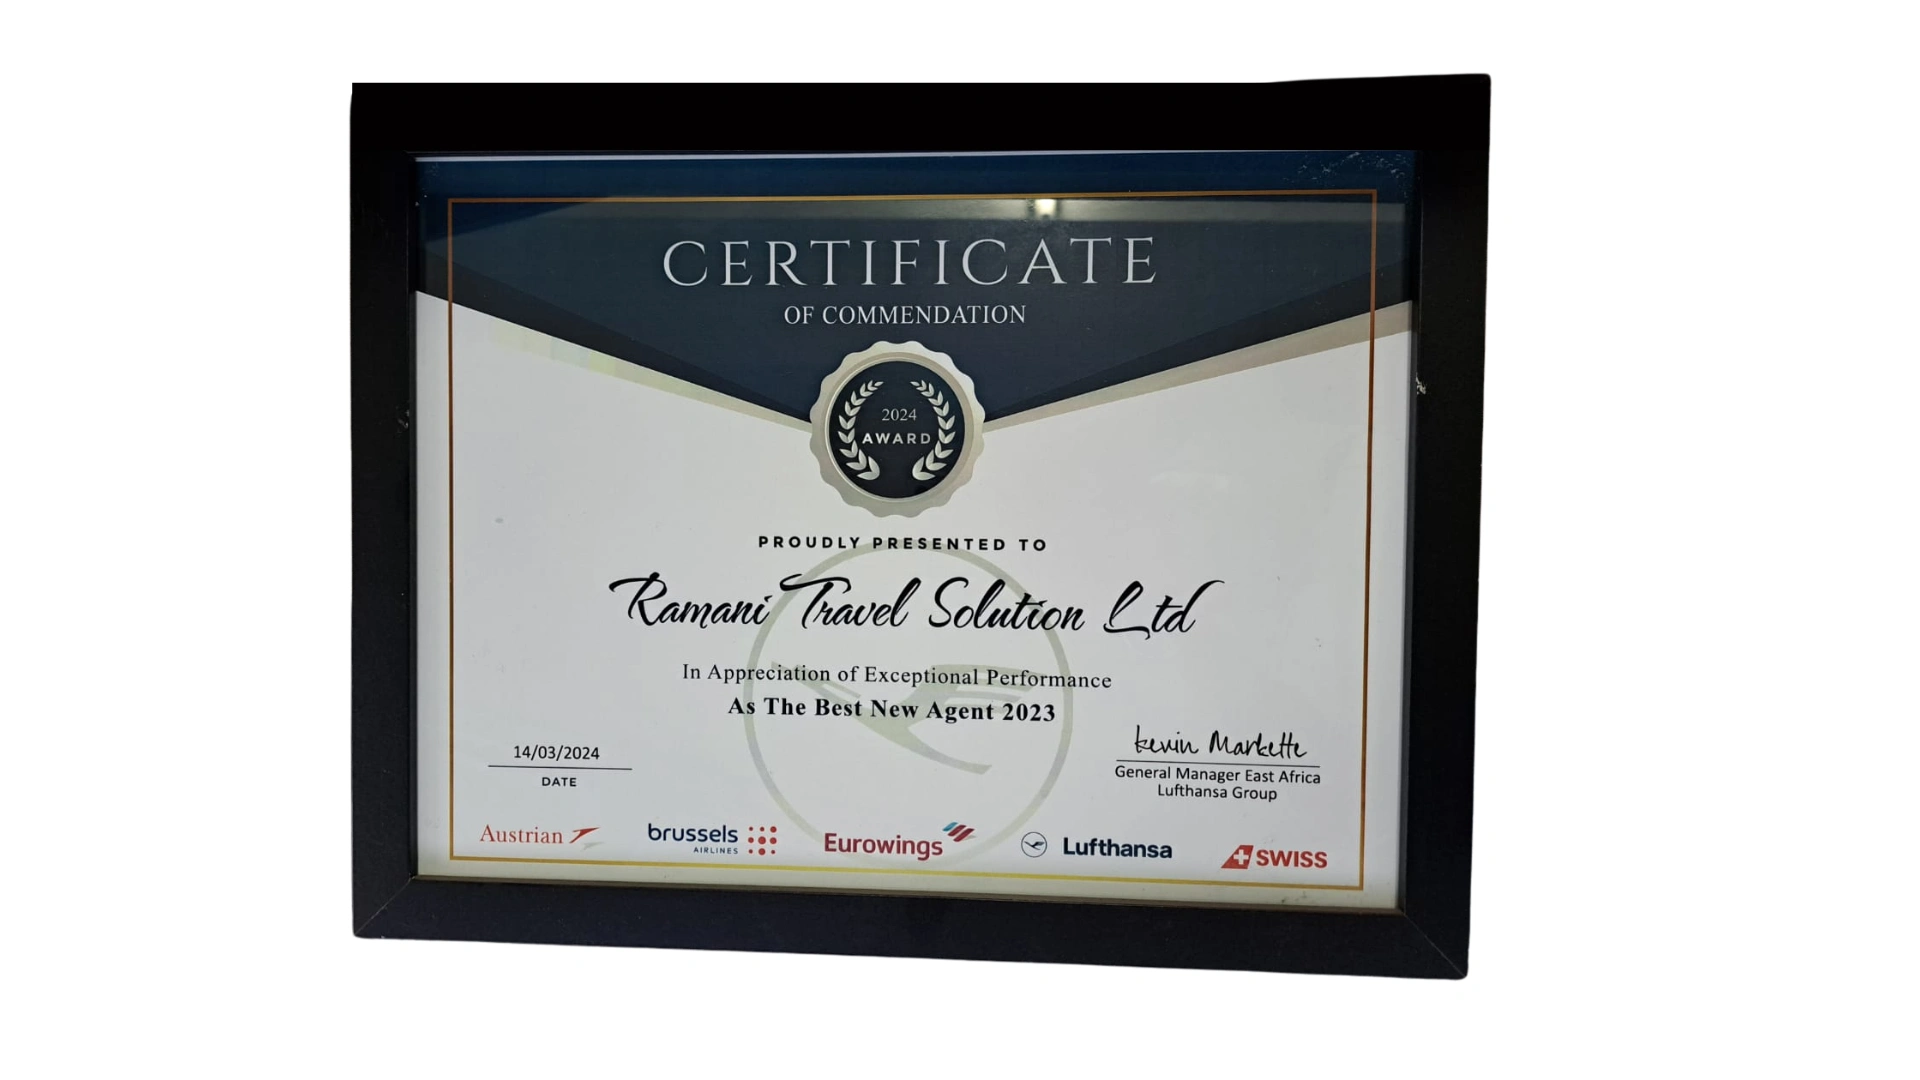 CERTIFICATE
OF COMMENDATION
2024
AWARD
PROUDLY PRESENTED TO
Ramani Travel Solution Ltd
In Appreciation of Exceptional Performance
As The Best New Agent 2023
14/03/2024
DATE
Kevin Markette
General Manager East Africa
Lufthansa Group
Austrian
brussels
AIRLINES
Eurowings
Lufthansa
SWISS